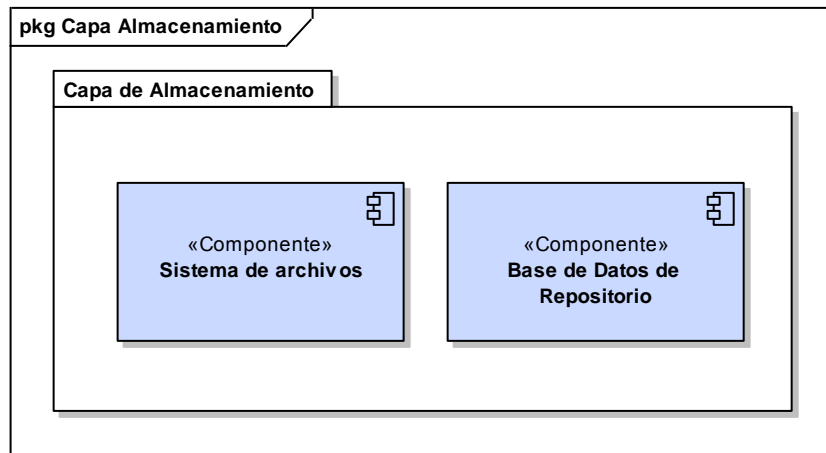 pkg Capa Almacenamiento
Capa de Almacenamiento
«Componente»
Sistema de archivos
«Componente»
Base de Datos de
Repositorio